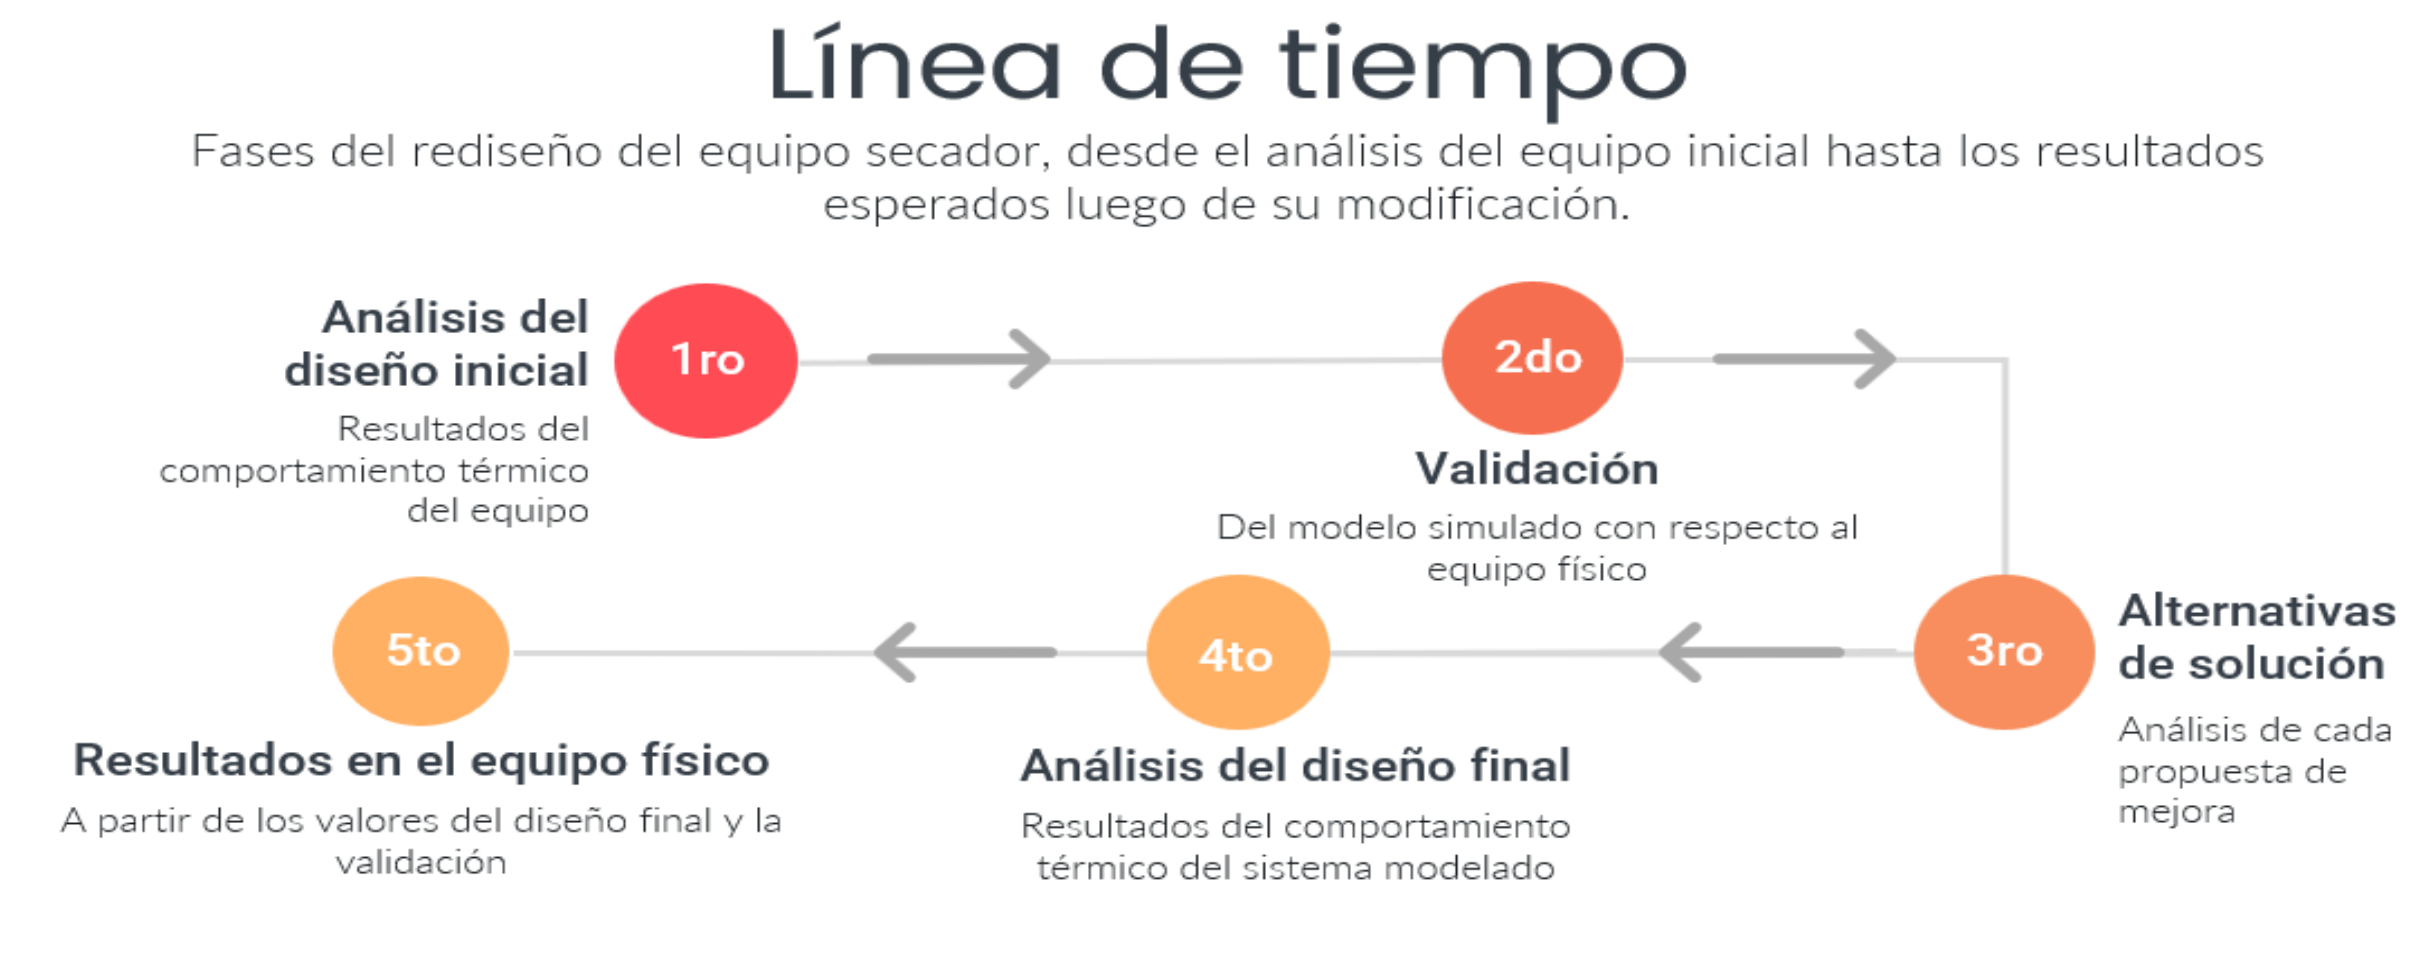 Línea de tiempo
Fases del rediseño del equipo secador, desde el análisis del equipo inicial hasta los resultados
esperados luego de su modificación.
Análisis del
diseño inicial
Resultados del
comportamiento térmico
del equipo
1ro
2do
Validación
Del modelo simulado con respecto al
equipo físico
3ro
Alternativas
de solución
Análisis de cada
propuesta de
mejora
4to
Análisis del diseño final
Resultados del comportamiento
térmico del sistema modelado
5to
Resultados en el equipo físico
A partir de los valores del diseño final y la
validación